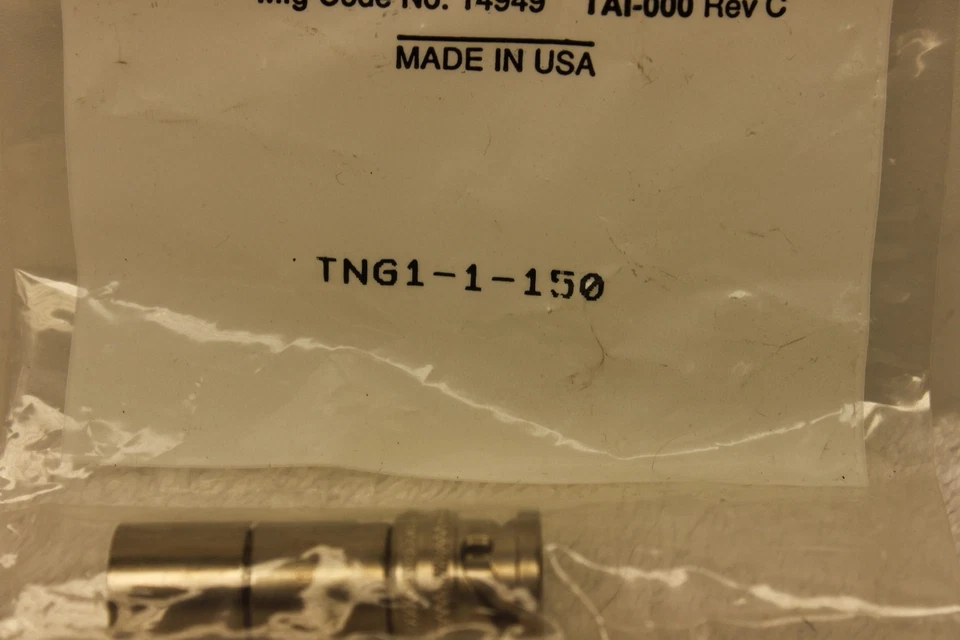 Mfg Code No. 14949 TAI-000 Rev C
MADE IN USA
TNG1-1-150